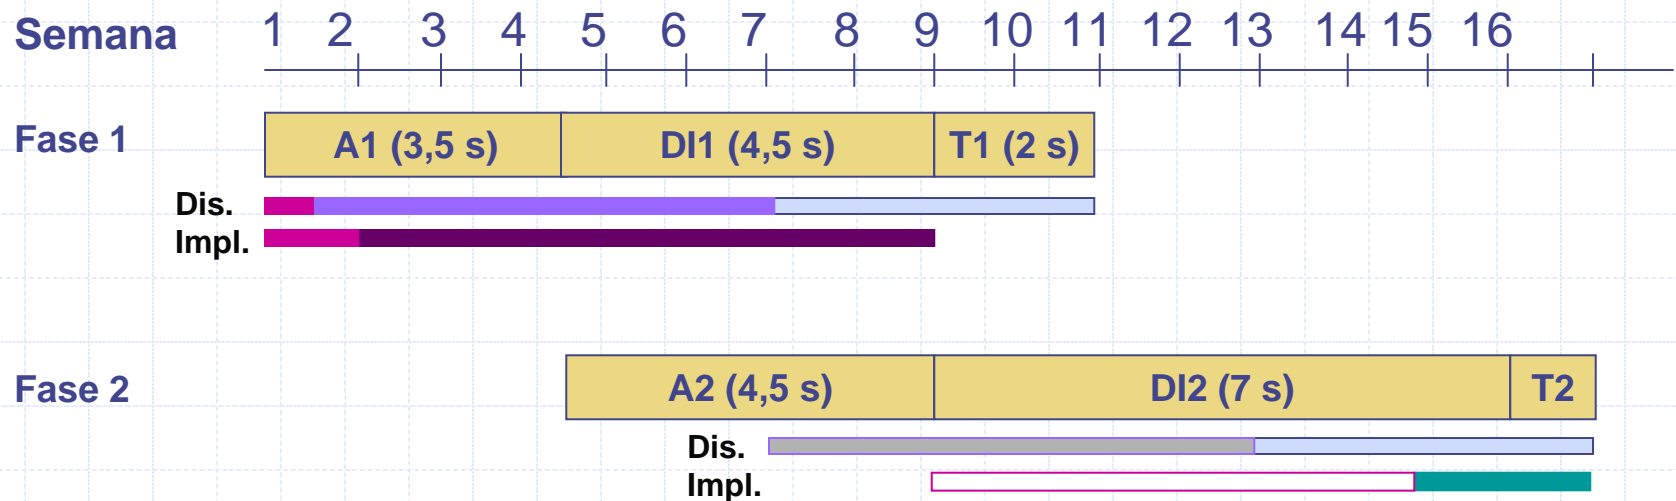 Semana 1 2 3 4 5 6 7 8 9 10 11 12 13 14 15 16
Fase 1 A1 (3,5 s) DI1 (4,5 s) T1 (2 s)
Dis.
Impl.
Fase 2 A2 (4,5 s) DI2 (7 s) T2
Dis.
Impl.